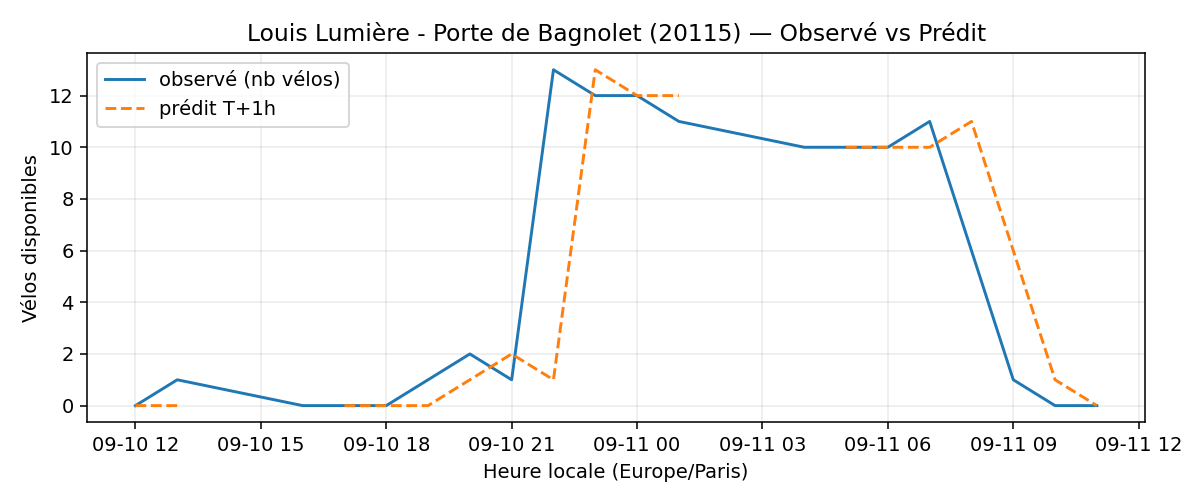 Louis Lumière - Porte de Bagnolet (20115) — Observé vs Prédit
observé (nb vélos)
prédit T+1h
Vélos disponibles
12
10
8
6
4
2
0
09-10 12 09-10 15 09-10 18 09-10 21 09-11 00 09-11 03 09-11 06 09-11 09 09-11 12
Heure locale (Europe/Paris)